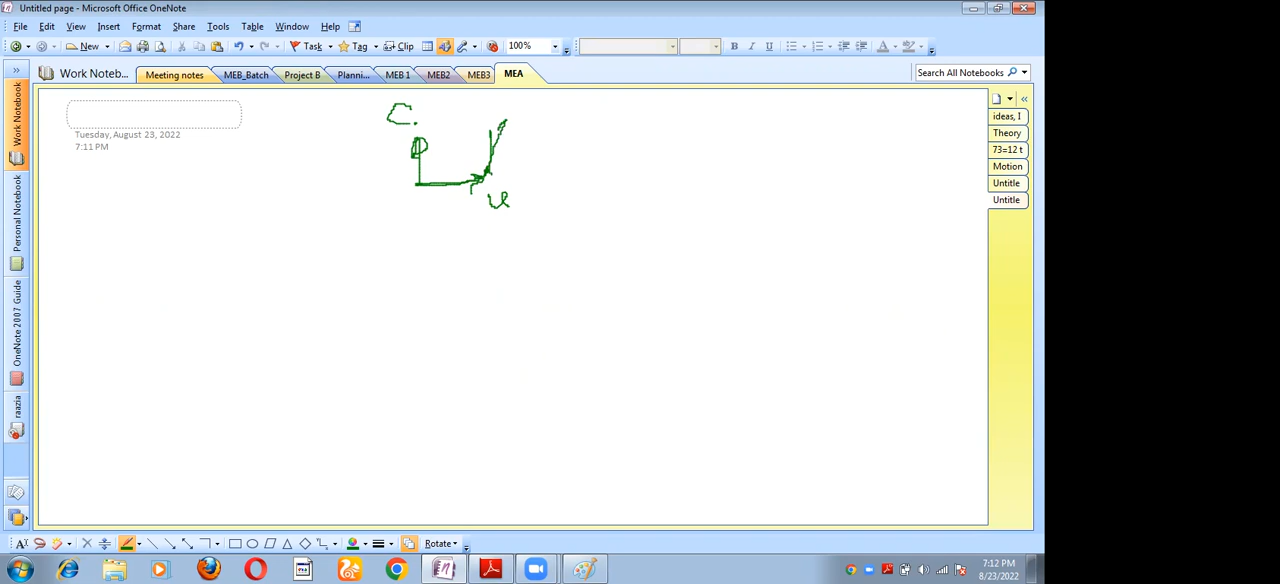 Untitled page - Microsoft Office OneNote
File Edit View Insert Format Share Tools Table Window Help
New Task Tag Clip 100% B I U A
Work Noteb... Meeting notes MEB_Batch Project B Planni... MEB 1 MEB2 MEB3 MEA Search All Notebooks
Work Notebook
Personal Notebook
OneNote 2007 Guide
raazia
Tuesday, August 23, 2022
7:11 PM
C.
P
ideas, I
Theory
73=12 t
Motion
Untitle
Untitle
Rotate
7:12 PM
8/23/2022